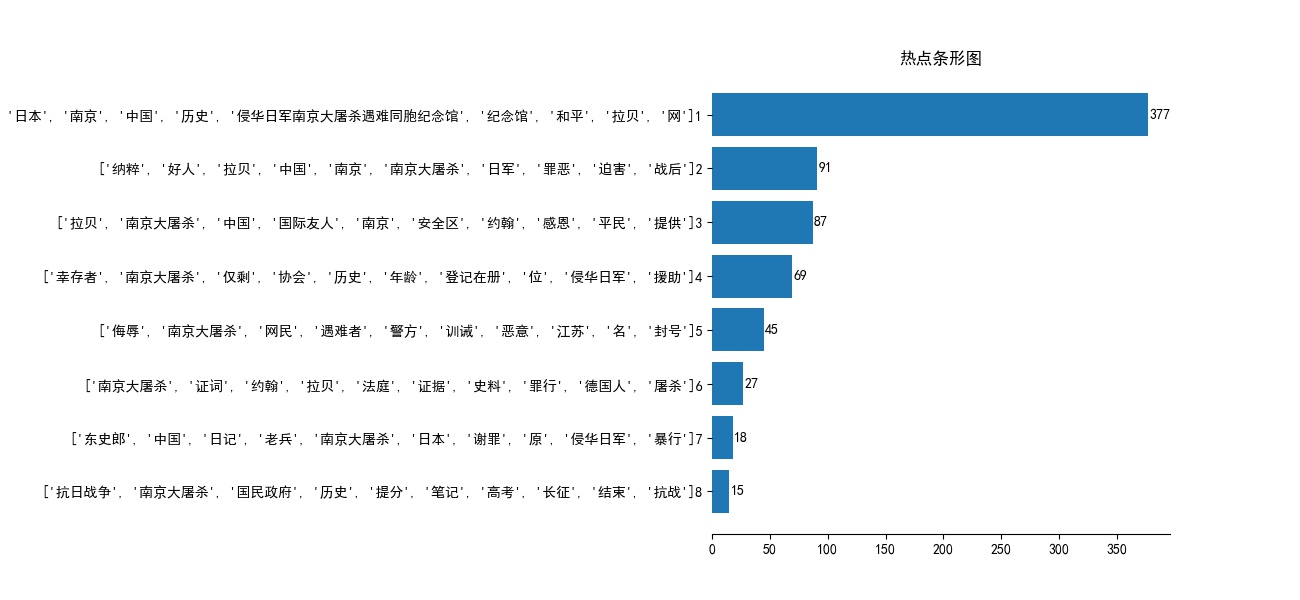 热点条形图
'日本', '南京', '中国', '历史', '侵华日军南京大屠杀遇难同胞纪念馆', '纪念馆', '和平', '拉贝', '网']1 377
['纳粹', '好人', '拉贝', '中国', '南京', '南京大屠杀', '日军', '罪恶', '迫害', '战后']2 91
['拉贝', '南京大屠杀', '中国', '国际友人', '南京', '安全区', '约翰', '感恩', '平民', '提供']3 87
['幸存者', '南京大屠杀', '仅剩', '协会', '历史', '年龄', '登记在册', '位', '侵华日军', '援助']4 69
['侮辱', '南京大屠杀', '网民', '遇难者', '警方', '训诫', '恶意', '江苏', '名', '封号']5 45
['南京大屠杀', '证词', '约翰', '拉贝', '法庭', '证据', '史料', '罪行', '德国人', '屠杀']6 27
['东史郎', '中国', '日记', '老兵', '南京大屠杀', '日本', '谢罪', '原', '侵华日军', '暴行']7 18
['抗日战争', '南京大屠杀', '国民政府', '历史', '提分', '笔记', '高考', '长征', '结束', '抗战']8 15
0 50 100 150 200 250 300 350